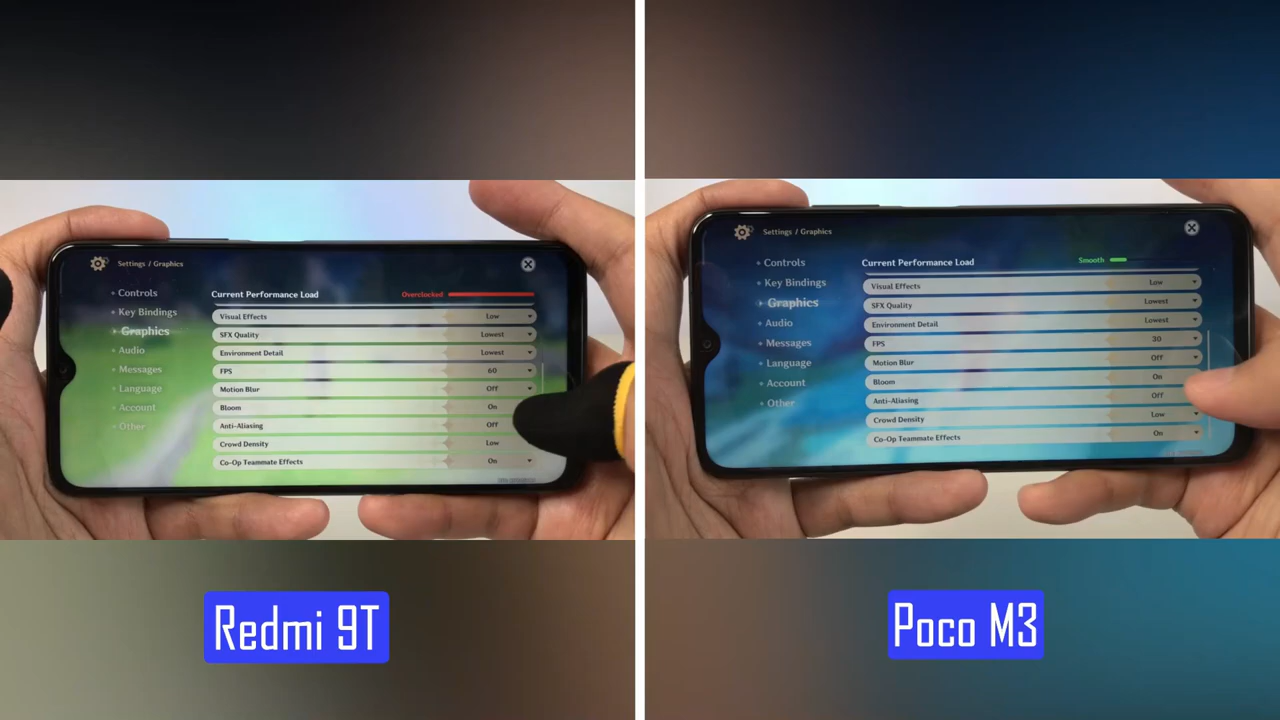 Settings / Graphics
Controls
Key Bindings
Graphics
Audio
Messages
Language
Account
Other
Current Performance Load
Overclocked
Visual Effects Low
SFX Quality Lowest
Environment Detail Lowest
FPS 60
Motion Blur Off
Bloom On
Anti-Aliasing Off
Crowd Density Low
Co-Op Teammate Effects On
Redmi 9T
Settings / Graphics
Controls
Key Bindings
Graphics
Audio
Messages
Language
Account
Other
Current Performance Load
Smooth
Visual Effects Low
SFX Quality Lowest
Environment Detail Lowest
FPS 30
Motion Blur Off
Bloom On
Anti-Aliasing Off
Crowd Density Low
Co-Op Teammate Effects On
Poco M3